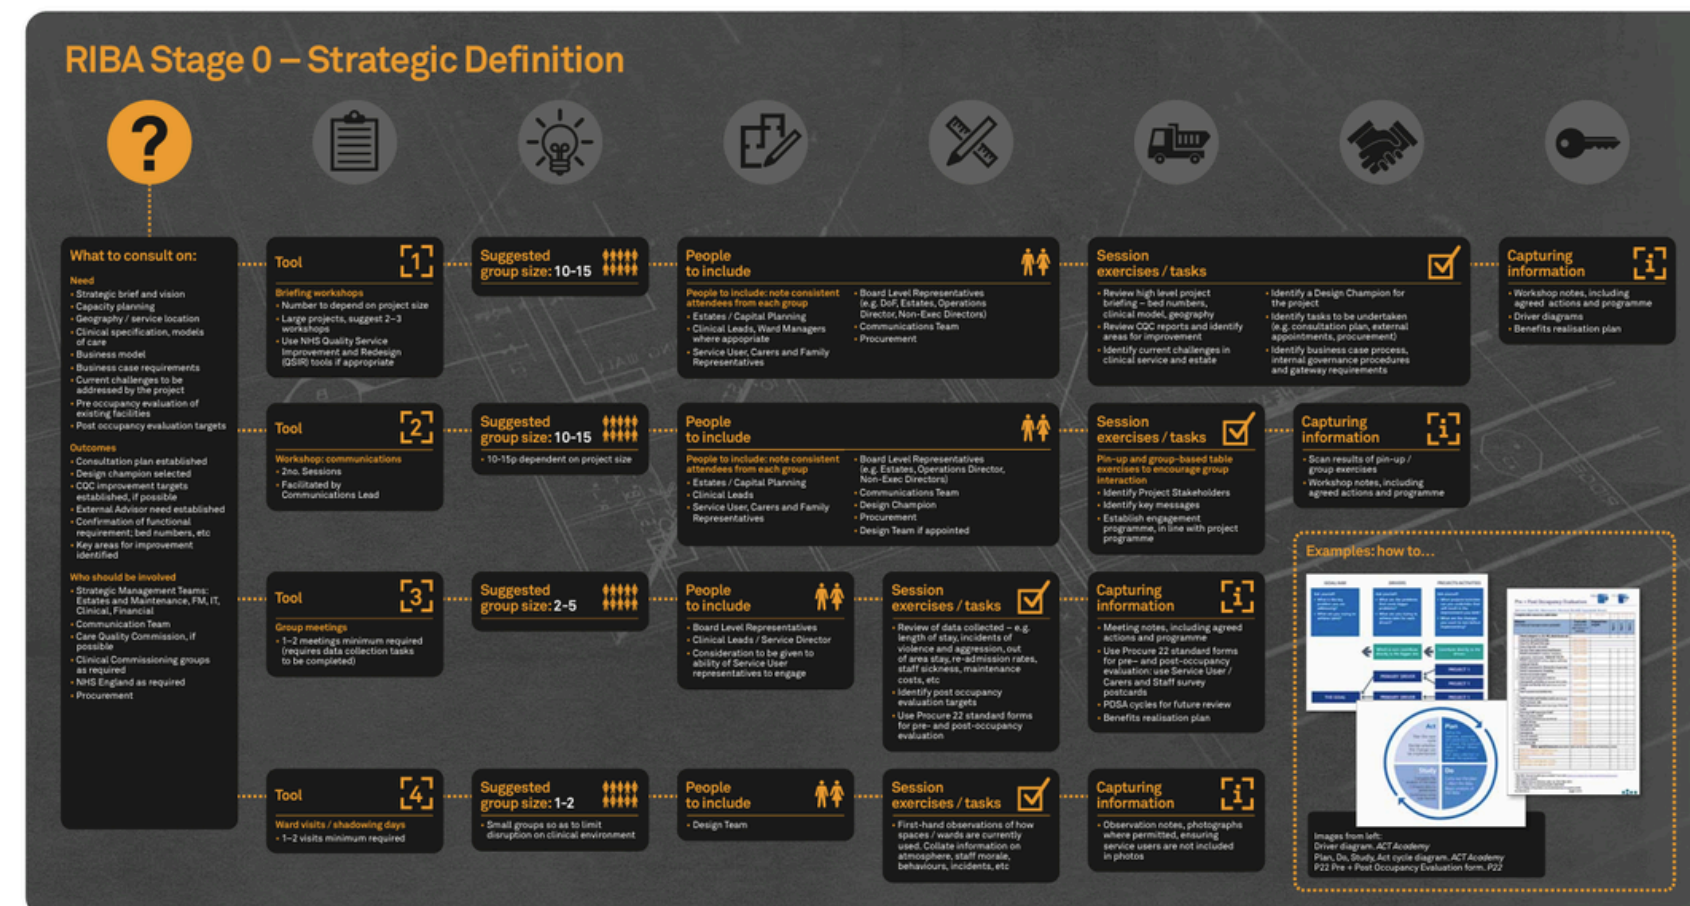 RIBA Stage 0 – Strategic Definition
?
What to consult on:
Need
• Strategic brief and vision
• Capacity planning
• Geography / service location
• Clinical specification, models
of care
• Business model
• Business case requirements
• Current challenges to be
addressed by the project
• Pre occupancy evaluation of
existing facilities
• Post occupancy evaluation targets
Outcomes
• Consultation plan established
• Design champion selected
• CQC improvement targets
established, if possible
• External Advisor need established
• Confirmation of functional
requirement; bed numbers, etc
• Key areas for improvement
identified
Who should be involved
• Strategic Management Teams:
Estates and Maintenance, FM, IT,
Clinical, Financial
• Communication Team
• Care Quality Commission, if
possible
• Clinical Commissioning groups
as required
• NHS England as required
• Procurement
Tool
1
Briefing workshops
• Number to depend on project size
• Large projects, suggest 2–3
workshops
• Use NHS Quality Service
Improvement and Redesign
(QSIR) tools if appropriate
Suggested
group size: 10-15
People
to include
People to include: note consistent
attendees from each group
• Estates / Capital Planning
• Clinical Leads, Ward Managers
where appopriate
• Service User, Carers and Family
Representatives
• Board Level Representatives
(e.g. DoF, Estates, Operations
Director, Non-Exec Directors)
• Communications Team
• Procurement
Session
exercises / tasks
• Review high level project
briefing – bed numbers,
clinical model, geography
• Review CQC reports and identify
areas for improvement
• Identify current challenges in
clinical service and estate
• Identify a Design Champion for
the project
• Identify tasks to be undertaken
(e.g. consultation plan, external
appointments, procurement)
• Identify business case process,
internal governance procedures
and gateway requirements
Capturing
information
i
• Workshop notes, including
agreed actions and programme
• Driver diagrams
• Benefits realisation plan
Tool
2
Workshop: communications
• 2no. Sessions
• Facilitated by
Communications Lead
Suggested
group size: 10-15
• 10-15p dependent on project size
People
to include
People to include: note consistent
attendees from each group
• Estates / Capital Planning
• Clinical Leads
• Service User, Carers and Family
Representatives
• Board Level Representatives
(e.g. Estates, Operations Director,
Non-Exec Directors)
• Communications Team
• Design Champion
• Procurement
• Design Team if appointed
Session
exercises / tasks
Pin-up and group-based table
exercises to encourage group
interaction
• Identify Project Stakeholders
• Identify key messages
• Establish engagement
programme, in line with project
programme
Capturing
information
i
• Scan results of pin-up /
group exercises
• Workshop notes, including
agreed actions and programme
Tool
3
Group meetings
• 1–2 meetings minimum required
(requires data collection tasks
to be completed)
Suggested
group size: 2-5
People
to include
• Board Level Representatives
• Clinical Leads / Service Director
• Consideration to be given to
ability of Service User
representatives to engage
Session
exercises / tasks
• Review of data collected – e.g.
length of stay, incidents of
violence and aggression, out
of area stay, re-admission rates,
staff sickness, maintenance
costs, etc
• Identify post occupancy
evaluation targets
• Use Procure 22 standard forms
for pre- and post-occupancy
evaluation
Capturing
information
i
• Meeting notes, including agreed
actions and programme
• Use Procure 22 standard forms
for pre– and post-occupancy
evaluation: use Service User /
Carers and Staff survey
postcards
• PDSA cycles for future review
• Benefits realisation plan
Tool
4
Ward visits / shadowing days
• 1–2 visits minimum required
Suggested
group size: 1-2
• Small groups so as to limit
disruption on clinical environment
People
to include
• Design Team
Session
exercises / tasks
• First-hand observations of how
spaces / wards are currently
used. Collate information on
atmosphere, staff morale,
behaviours, incidents, etc
Capturing
information
i
• Observation notes, photographs
where permitted, ensuring
service users are not included
in photos
Examples: how to...
DRIVERS
PROJECTS/ACTIVITIES
PROJECT 1
PRIMARY DRIVER
THE GOAL
PRIMARY DRIVER
Pre + Post Occupancy Evaluation
Act
Plan
Study
Do
Images from left:
Driver diagram. ACT Academy
Plan, Do, Study, Act cycle diagram. ACT Academy
P22 Pre + Post Occupancy Evaluation form. P22